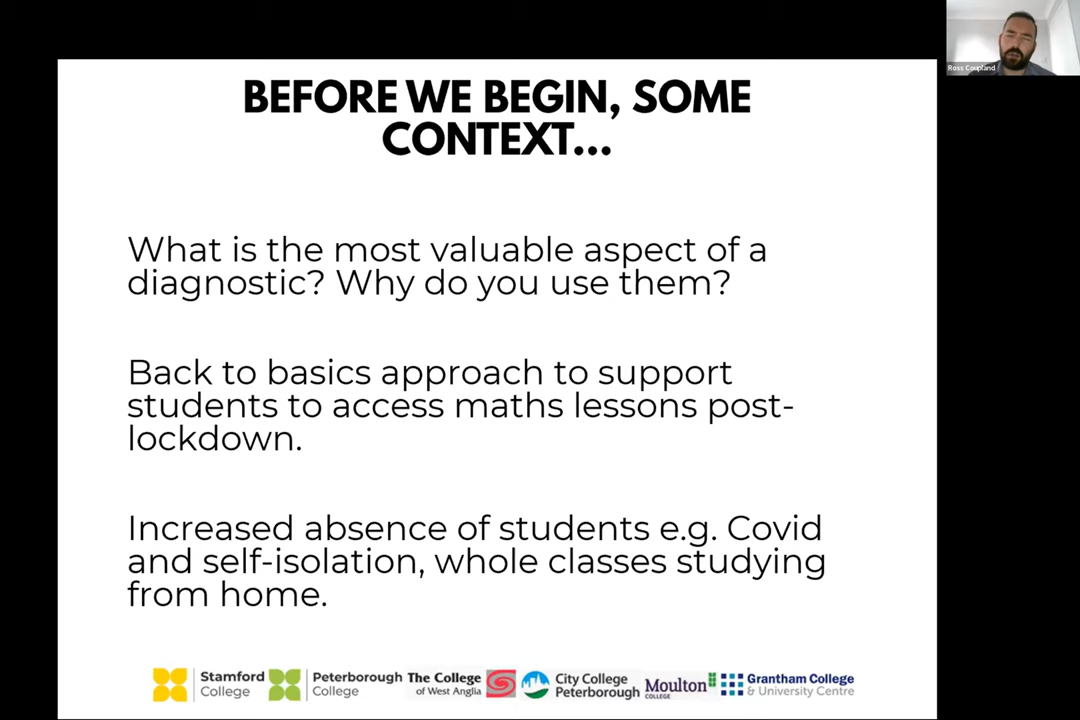 Ross Coupland
BEFORE WE BEGIN, SOME
CONTEXT...
What is the most valuable aspect of a
diagnostic? Why do you use them?
Back to basics approach to support
students to access maths lessons post-
lockdown.
Increased absence of students e.g. Covid
and self-isolation, whole classes studying
from home.
Stamford
College
Peterborough
College
The College
of West Anglia
City College
Peterborough
Moulton
COLLEGE
Grantham College
& University Centre